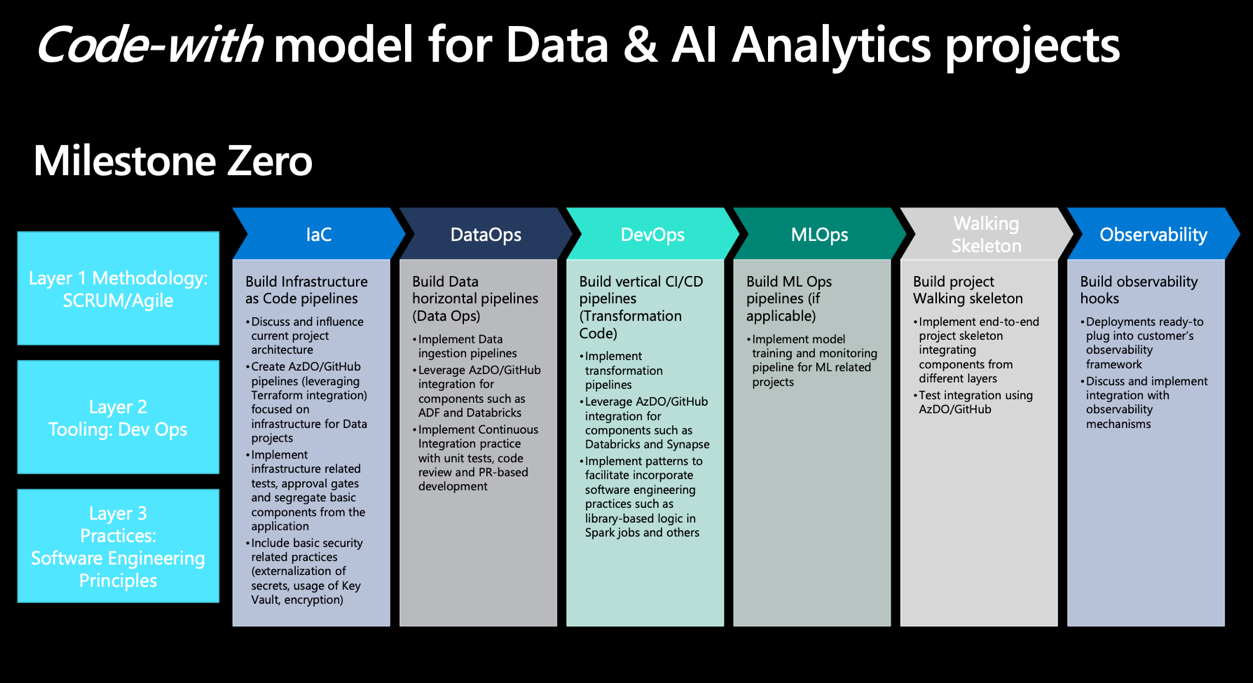 Code-with model for Data & AI Analytics projects
Milestone Zero
Layer 1 Methodology:
SCRUM/Agile
Layer 2
Tooling: Dev Ops
Layer 3
Practices:
Software Engineering
Principles
IaC
Build Infrastructure
as Code pipelines
•Discuss and influence
current project
architecture
•Create AzDO/GitHub
pipelines (leveraging
Terraform integration)
focused on
infrastructure for Data
projects
•Implement
infrastructure related
tests, approval gates
and segregate basic
components from the
application
•Include basic security
related practices
(externalization of
secrets, usage of Key
Vault, encryption)
DataOps
Build Data
horizontal pipelines
(Data Ops)
•Implement Data
ingestion pipelines
•Leverage AzDO/GitHub
integration for
components such as
ADF and Databricks
•Implement Continuous
Integration practice
with unit tests, code
review and PR-based
development
DevOps
Build vertical CI/CD
pipelines
(Transformation
Code)
•Implement
transformation
pipelines
•Leverage AzDO/GitHub
integration for
components such as
Databricks and Synapse
•Implement patterns to
facilitate incorporate
software engineering
practices such as
library-based logic in
Spark jobs and others
MLOps
Build ML Ops
pipelines (if
applicable)
•Implement model
training and monitoring
pipeline for ML related
projects
Walking
Skeleton
Build project
Walking skeleton
•Implement end-to-end
project skeleton
integrating
components from
different layers
•Test integration using
AzDO/GitHub
Observability
Build observability
hooks
•Deployments ready-to
plug into customer's
observability
framework
•Discuss and implement
integration with
observability
mechanisms